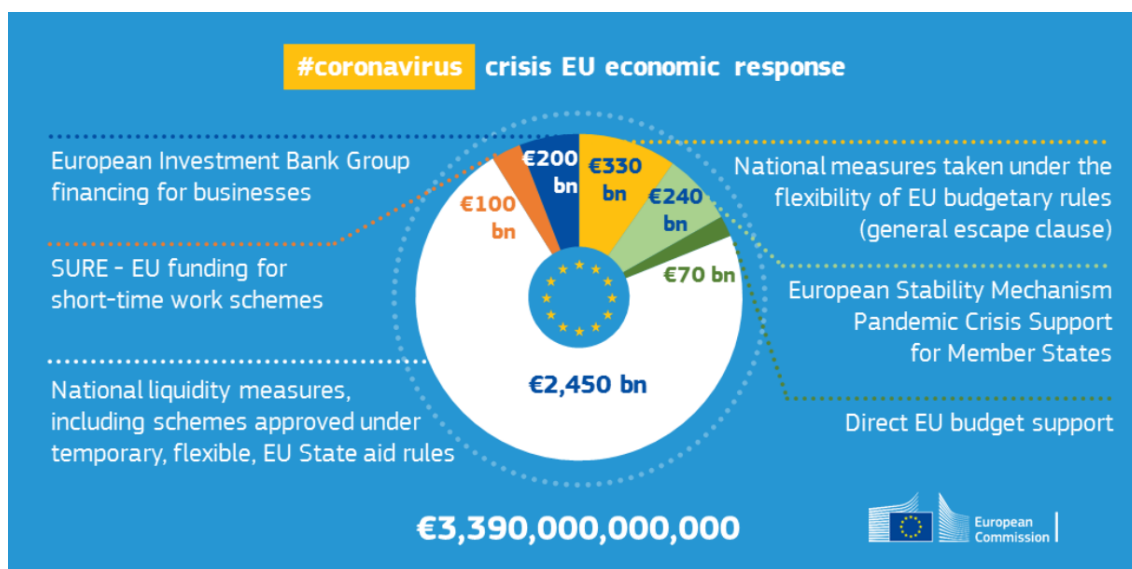 #coronavirus crisis EU economic response
European Investment Bank Group
financing for businesses
SURE - EU funding for
short-time work schemes
National liquidity measures,
including schemes approved under
temporary, flexible, EU State aid rules
€200
bn
€330
bn
€100
bn
€240
bn
€70 bn
€2,450 bn
National measures taken under the
flexibility of EU budgetary rules
(general escape clause)
European Stability Mechanism
Pandemic Crisis Support
for Member States
Direct EU budget support
€3,390,000,000,000
European
Commission